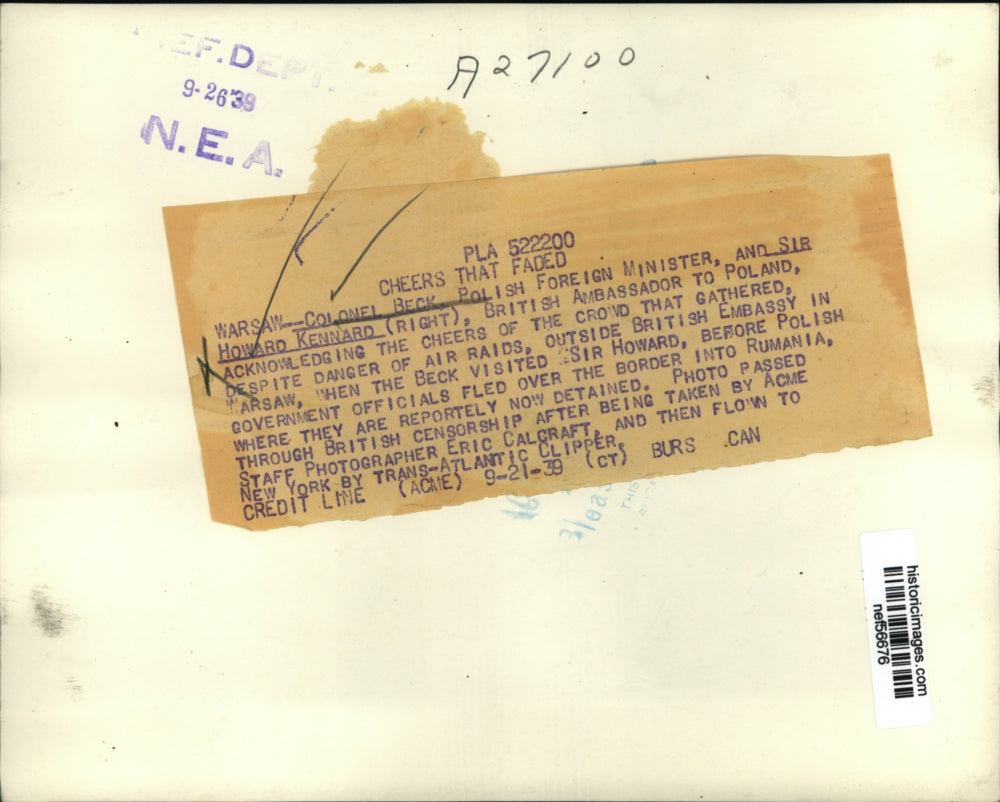 REF.DEPT.
9-26'39
N.E.A.
A27100
PLA 522200
CHEERS THAT FADED
WARSAW--COLONEL BECK, POLISH FOREIGN MINISTER, AND SIR
HOWARD KENNARD (RIGHT), BRITISH AMBASSADOR TO POLAND,
ACKNOWLEDGING THE CHEERS OF THE CROWD THAT GATHERED,
DESPITE DANGER OF AIR RAIDS, OUTSIDE BRITISH EMBASSY IN
WARSAW, WHEN THE BECK VISITED SIR HOWARD, BEFORE POLISH
GOVERNMENT OFFICIALS FLED OVER THE BORDER INTO RUMANIA,
WHERE THEY ARE REPORTELY NOW DETAINED. PHOTO PASSED
THROUGH BRITISH CENSORSHIP AFTER BEING TAKEN BY ACME
STAFF PHOTOGRAPHER ERIC CALCRAFT, AND THEN FLOWN TO
NEW YORK BY TRANS-ATLANTIC CLIPPER.
CREDIT LINE (ACME) 9-21-39 (CT) BURS CAN
THIS
historicimages.com
nef56676